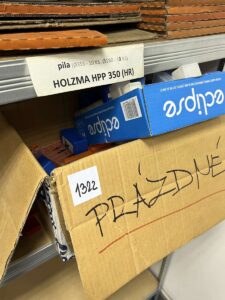 pila
HOLZMA HPP 350 (HR)
eclipse
eclipse
1322
PRÁZDNÉ